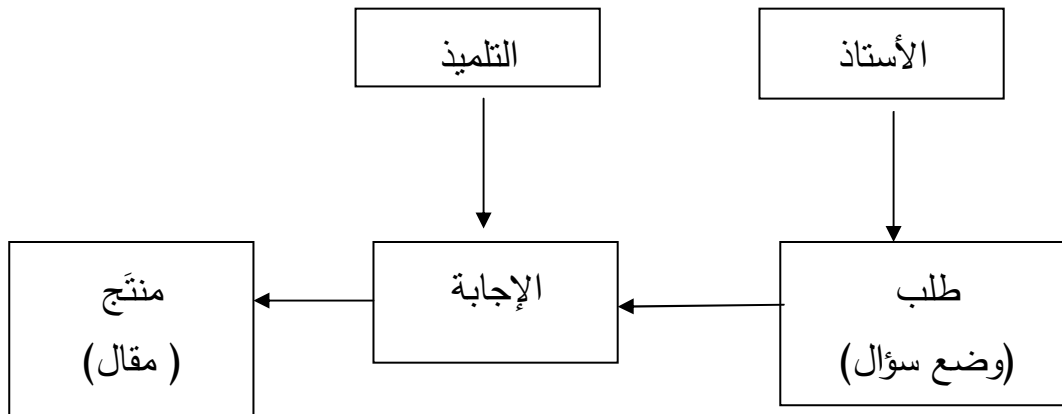 الأستاذ
التلميذ
طلب
(وضع سؤال)
الإجابة
منتَج
( مقال)